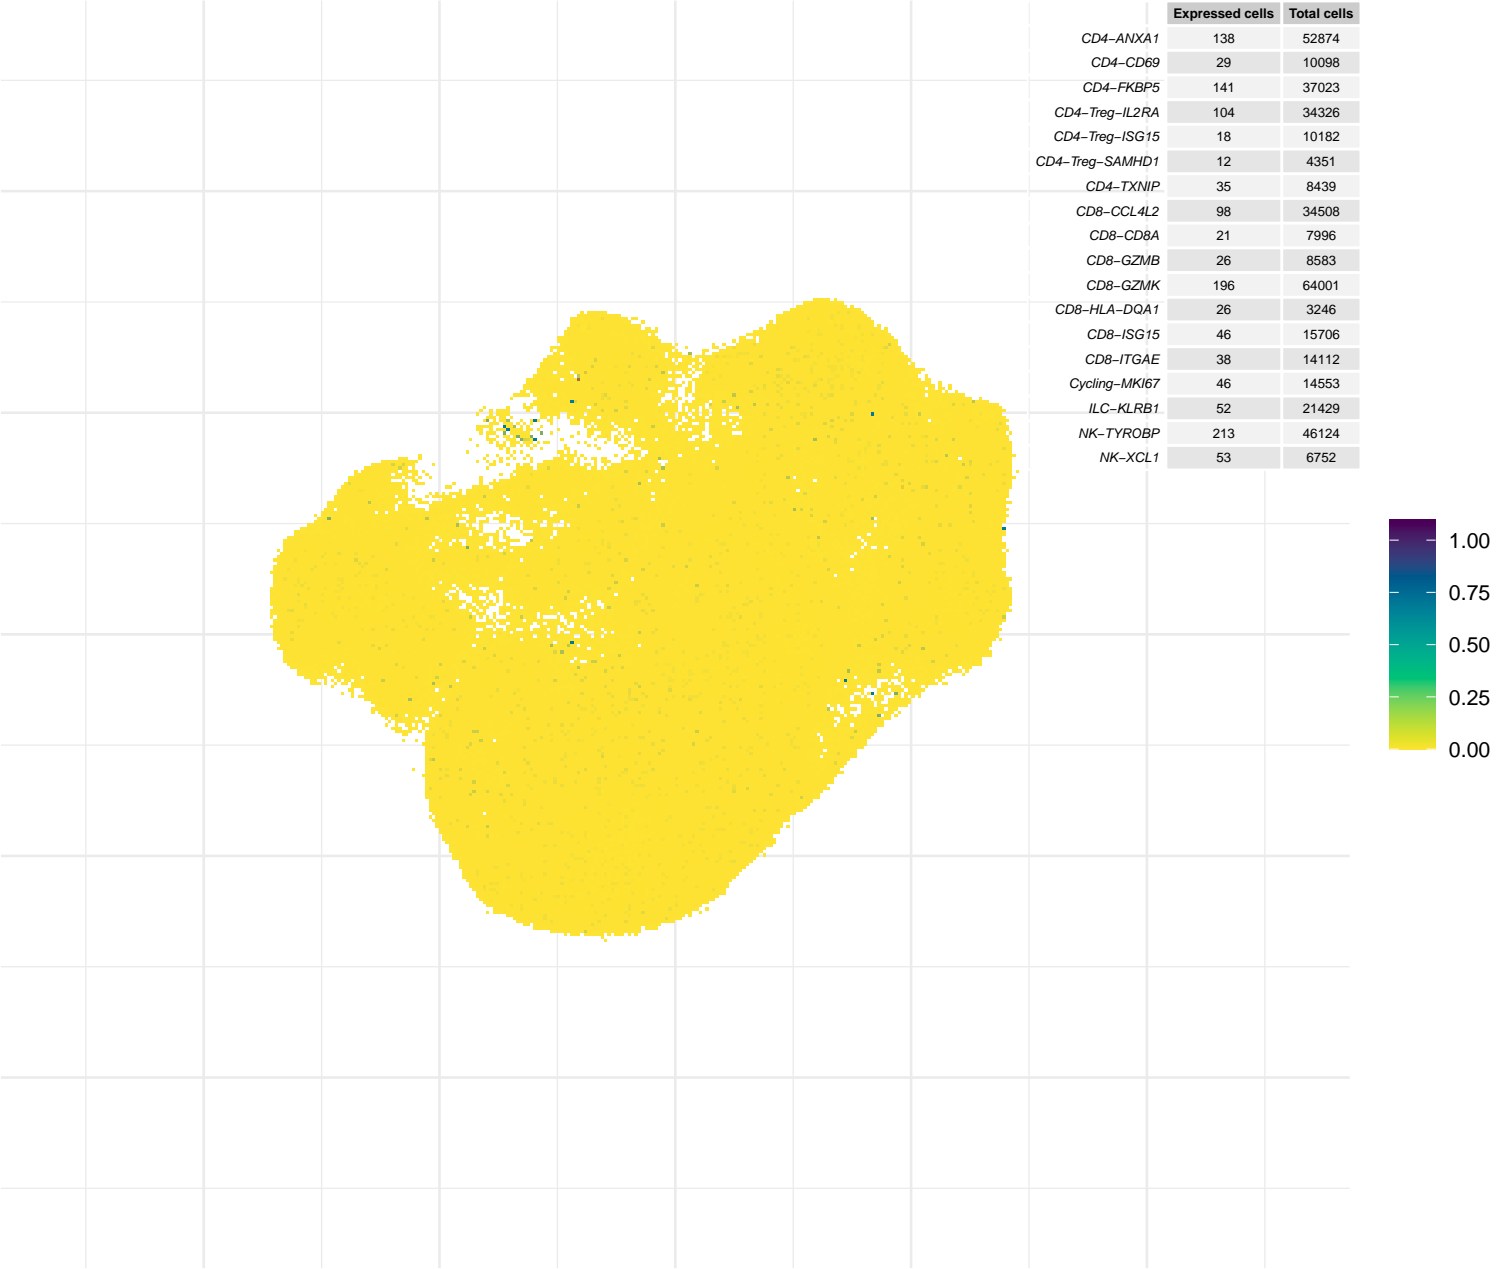 Expressed cells Total cells
CD4−ANXA1 138 52874
CD4−CD69 29 10098
CD4−FKBP5 141 37023
CD4−Treg−IL2RA 104 34326
CD4−Treg−ISG15 18 10182
CD4−Treg−SAMHD1 12 4351
CD4−TXNIP 35 8439
CD8−CCL4L2 98 34508
CD8−CD8A 21 7996
CD8−GZMB 26 8583
CD8−GZMK 196 64001
CD8−HLA−DQA1 26 3246
CD8−ISG15 46 15706
CD8−ITGAE 38 14112
Cycling−MKI67 46 14553
ILC−KLRB1 52 21429
NK−TYROBP 213 46124
NK−XCL1 53 6752
1.00
0.75
0.50
0.25
0.00